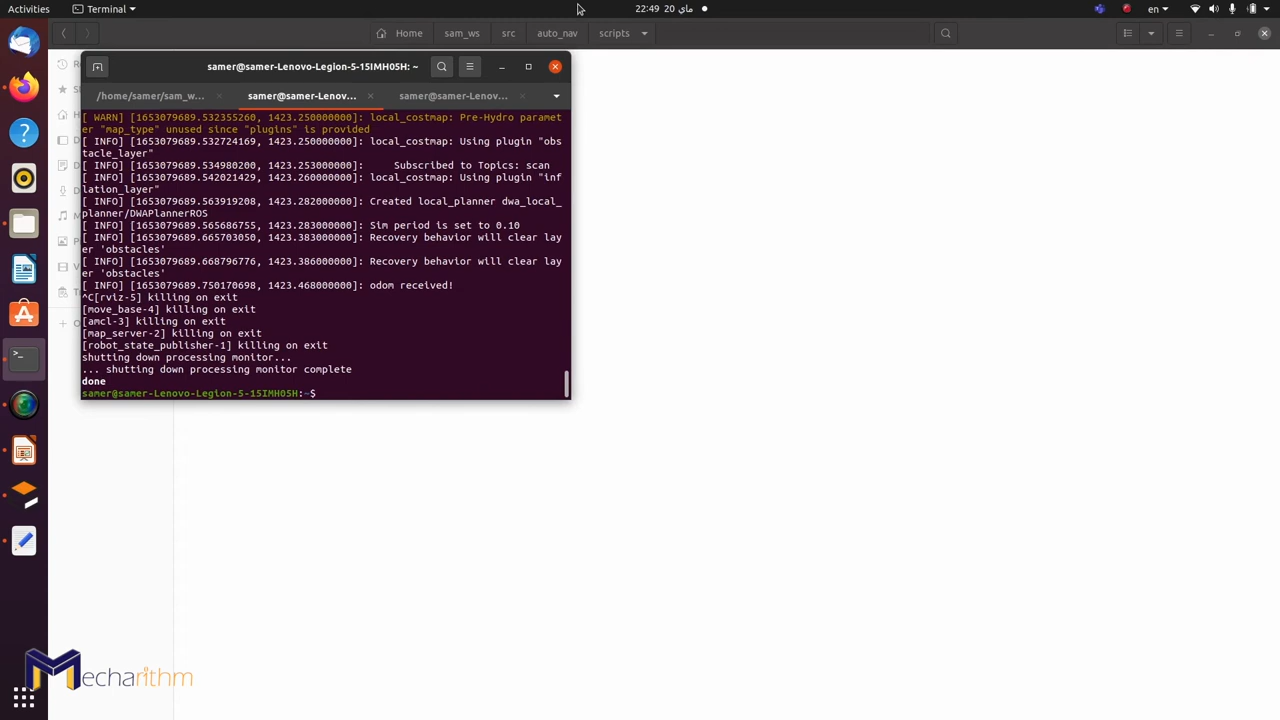 Activities
Terminal
22:49 20 ماي
en
Home
sam_ws
src
auto_nav
scripts
samer@samer-Lenovo-Legion-5-15IMH05H: ~
/home/samer/sam_w...
samer@samer-Lenov...
samer@samer-Lenov...
[ WARN] [1653079689.532355260, 1423.250000000]: local_costmap: Pre-Hydro paramet
er "map_type" unused since "plugins" is provided
[ INFO] [1653079689.532724169, 1423.250000000]: local_costmap: Using plugin "obs
tacle_layer"
[ INFO] [1653079689.534980200, 1423.253000000]:     Subscribed to Topics: scan
[ INFO] [1653079689.542021429, 1423.260000000]: local_costmap: Using plugin "inf
lation_layer"
[ INFO] [1653079689.563919208, 1423.282000000]: Created local_planner dwa_local_
planner/DWAPlannerROS
[ INFO] [1653079689.565686755, 1423.283000000]: Sim period is set to 0.10
[ INFO] [1653079689.665703050, 1423.383000000]: Recovery behavior will clear lay
er 'obstacles'
[ INFO] [1653079689.668796776, 1423.386000000]: Recovery behavior will clear lay
er 'obstacles'
[ INFO] [1653079689.750170698, 1423.468000000]: odom received!
^C[rviz-5] killing on exit
[move_base-4] killing on exit
[amcl-3] killing on exit
[map_server-2] killing on exit
[robot_state_publisher-1] killing on exit
shutting down processing monitor...
... shutting down processing monitor complete
done
samer@samer-Lenovo-Legion-5-15IMH05H:~$
Mecharithm